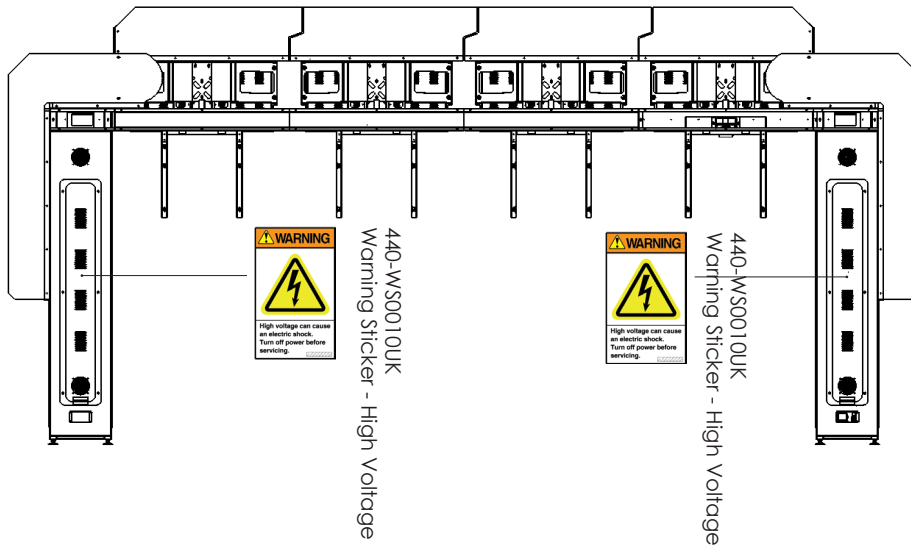 WARNING
High voltage can cause
an electric shock.
Turn off power before
servicing.
440-WS0010UK
Warning Sticker - High Voltage
WARNING
High voltage can cause
an electric shock.
Turn off power before
servicing.
440-WS0010UK
Warning Sticker - High Voltage